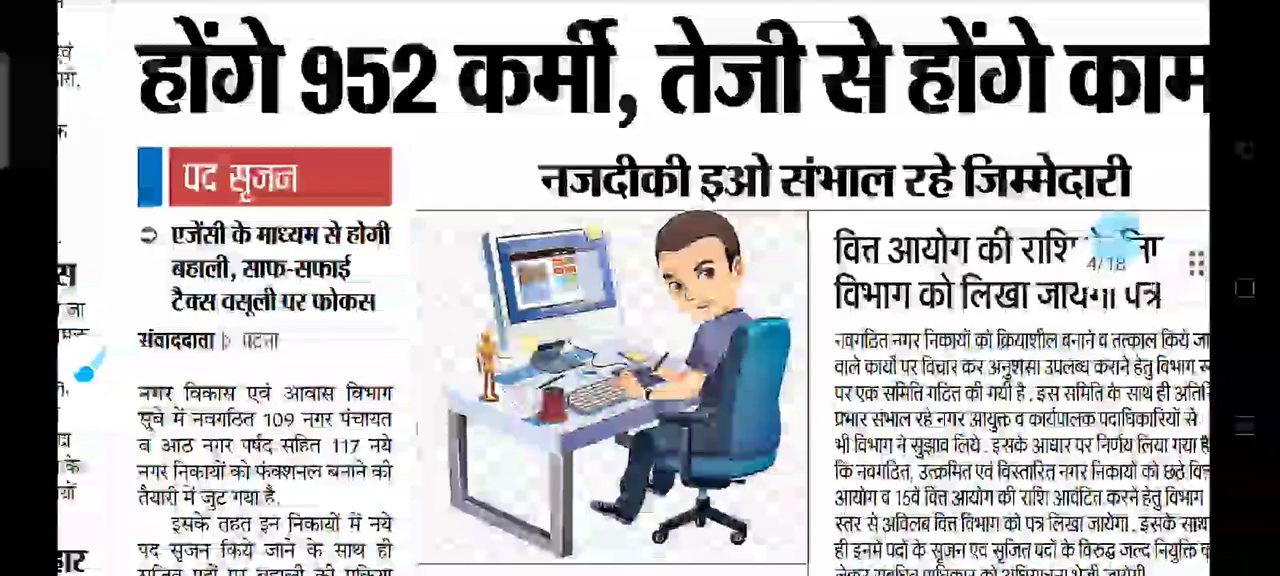 होंगे 952 कर्मी, तेजी से होंगे काम
पद सृजन
एजेंसी के माध्यम से होगी
बहाली, साफ-सफाई
टैक्स वसूली पर फोकस
संवाददाता पटना
नगर विकास एवं आवास विभाग
सूबे में नवगठित 109 नगर पंचायत
व आठ नगर पर्षद सहित 117 नये
नगर निकायों को फंक्शनल बनाने की
तैयारी में जुट गया है.
इसके तहत इन निकायों में नये
पद सृजन किये जाने के साथ ही
नजदीकी इओ संभाल रहे जिम्मेदारी
वित्त आयोग की
4/18
विभाग को लिखा जायेगा पत्र
नवगठित नगर निकायों को क्रियाशील बनाने व तत्काल किये
वाले कार्यों पर विचार कर अनुशंसा उपलब्ध कराने हेतु विभाग
पर एक समिति गठित की गयी है. इस समिति के साथ ही
प्रभार संभाल रहे नगर आयुक्त व कार्यपालक पदाधिकारियों से
भी विभाग ने सुझाव लिये. इसके आधार पर निर्णय लिया गया है
कि नवगठित, उत्क्रमित एवं विस्तारित नगर निकायों को छठे
आयोग व 15वें वित्त आयोग की राशि आवंटित करने हेतु विभाग
स्तर से अविलंब वित्त विभाग को पत्र लिखा जायेगा. इसके साथ
ही इनमें पदों के सृजन एवं सृजित पदों के विरुद्ध जल्द नियुक्ति